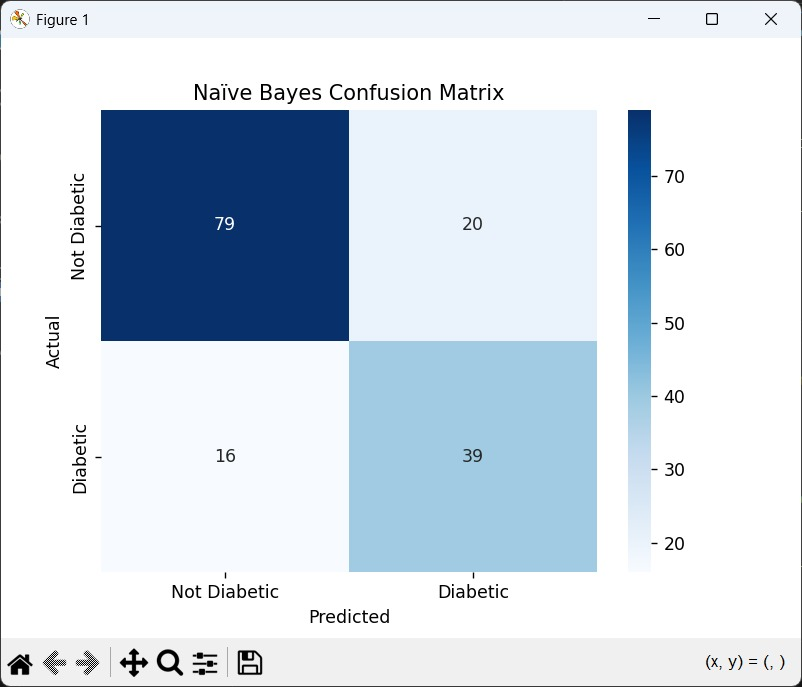 Figure 1
Naïve Bayes Confusion Matrix
Not Diabetic
79
20
70
60
50
Actual
40
Diabetic
16
39
30
20
Not Diabetic
Diabetic
Predicted
(x, y) = (, )